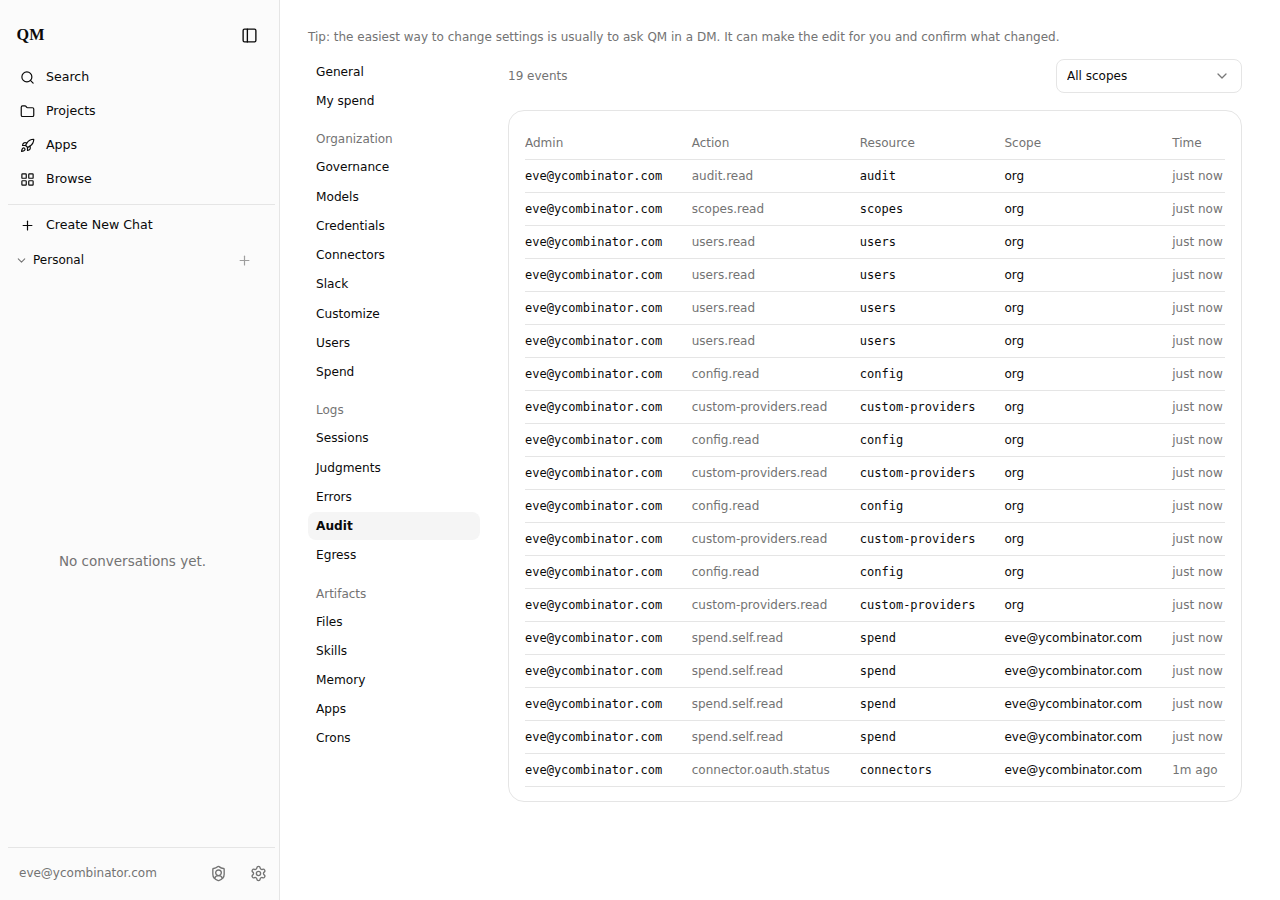 QM
Search
Projects
Apps
Browse
Create New Chat
Personal
No conversations yet.
eve@ycombinator.com
Tip: the easiest way to change settings is usually to ask QM in a DM. It can make the edit for you and confirm what changed.
General
My spend
Organization
Governance
Models
Credentials
Connectors
Slack
Customize
Users
Spend
Logs
Sessions
Judgments
Errors
Audit
Egress
Artifacts
Files
Skills
Memory
Apps
Crons
19 events
All scopes
Admin Action Resource Scope Time
eve@ycombinator.com audit.read audit org just now
eve@ycombinator.com scopes.read scopes org just now
eve@ycombinator.com users.read users org just now
eve@ycombinator.com users.read users org just now
eve@ycombinator.com users.read users org just now
eve@ycombinator.com users.read users org just now
eve@ycombinator.com config.read config org just now
eve@ycombinator.com custom-providers.read custom-providers org just now
eve@ycombinator.com config.read config org just now
eve@ycombinator.com custom-providers.read custom-providers org just now
eve@ycombinator.com config.read config org just now
eve@ycombinator.com custom-providers.read custom-providers org just now
eve@ycombinator.com config.read config org just now
eve@ycombinator.com custom-providers.read custom-providers org just now
eve@ycombinator.com spend.self.read spend eve@ycombinator.com just now
eve@ycombinator.com spend.self.read spend eve@ycombinator.com just now
eve@ycombinator.com spend.self.read spend eve@ycombinator.com just now
eve@ycombinator.com spend.self.read spend eve@ycombinator.com just now
eve@ycombinator.com connector.oauth.status connectors eve@ycombinator.com 1m ago